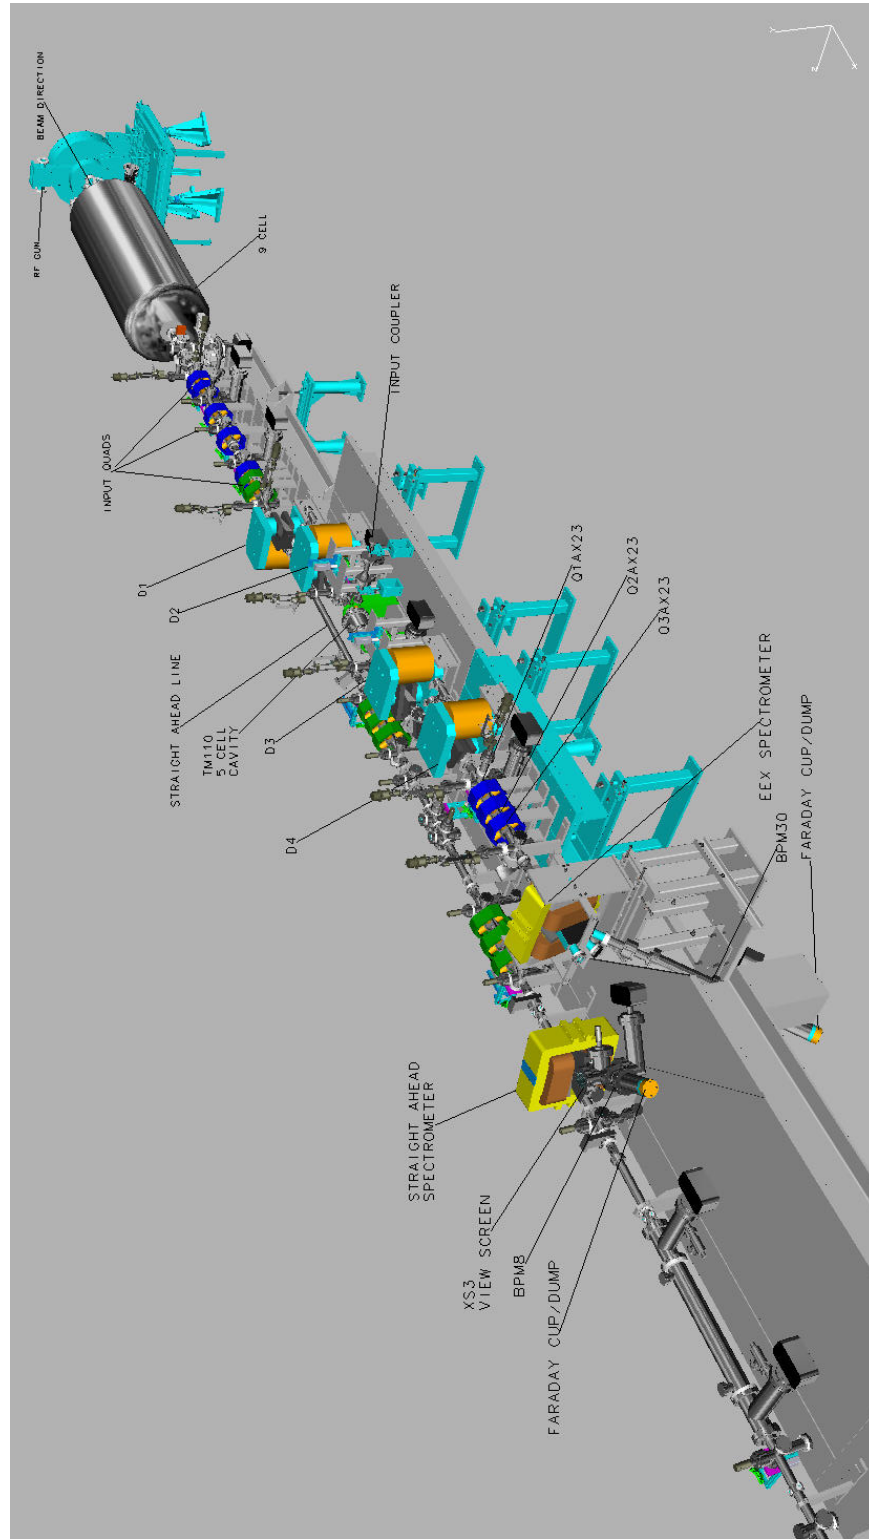 RF GUN
BEAM DIRECTION
9 CELL
INPUT QUADS
INPUT COUPLER
D1
D2
STRAIGHT AHEAD LINE
TM110
5 CELL
CAVITY
D3
D4
Q1AX23
Q2AX23
Q3AX23
EEX SPECTROMETER
BPM30
FARADAY CUP/DUMP
STRAIGHT AHEAD
SPECTROMETER
XS3
VIEW SCREEN
BPM8
FARADAY CUP/DUMP
Y
Z
X